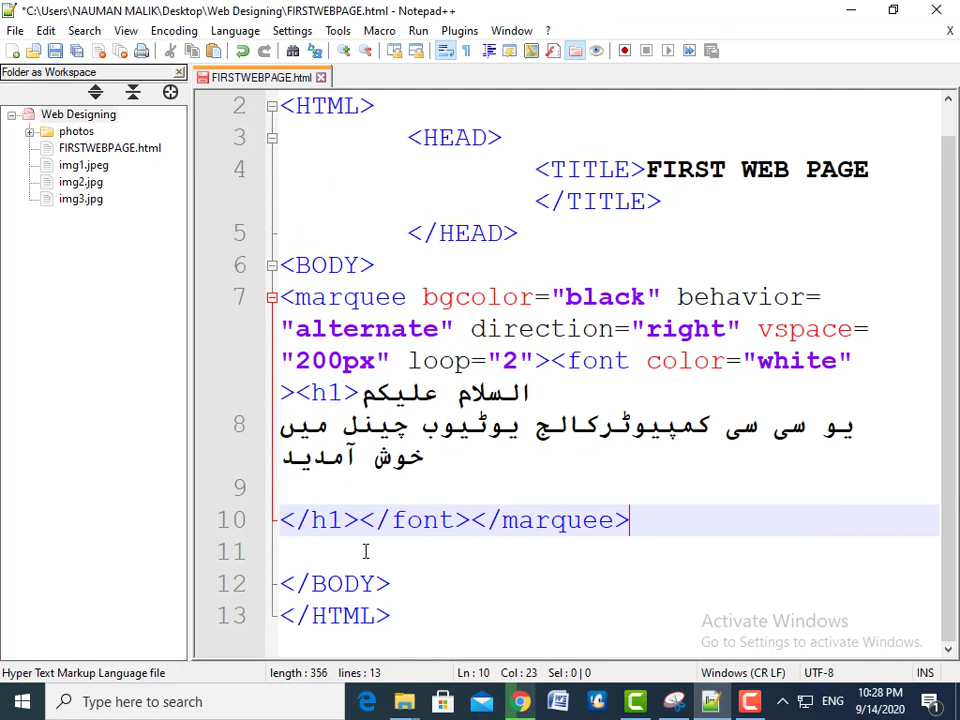 *C:\Users\NAUMAN MALIK\Desktop\Web Designing\FIRSTWEBPAGE.html - Notepad++
File Edit Search View Encoding Language Settings Tools Macro Run Plugins Window ? X
Folder as Workspace
FIRSTWEBPAGE.html
Web Designing
photos
FIRSTWEBPAGE.html
img1.jpeg
img2.jpg
img3.jpg
2 <HTML>
3 <HEAD>
4 <TITLE>FIRST WEB PAGE
</TITLE>
5 </HEAD>
6 <BODY>
7 <marquee bgcolor="black" behavior=
"alternate" direction="right" vspace=
"200px" loop="2"><font color="white"
><h1>السلام علیکم
8 یو سی سی کمپیوٹرکالج یوٹیوب چینل میں
خوش آمدید
9
10 </h1></font></marquee>
11
12 </BODY>
13 </HTML>
Activate Windows
Go to Settings to activate Windows.
Hyper Text Markup Language file length : 356 lines : 13 Ln : 10 Col : 23 Sel : 0 | 0 Windows (CR LF) UTF-8 INS
Type here to search
ENG
10:28 PM
9/14/2020
1